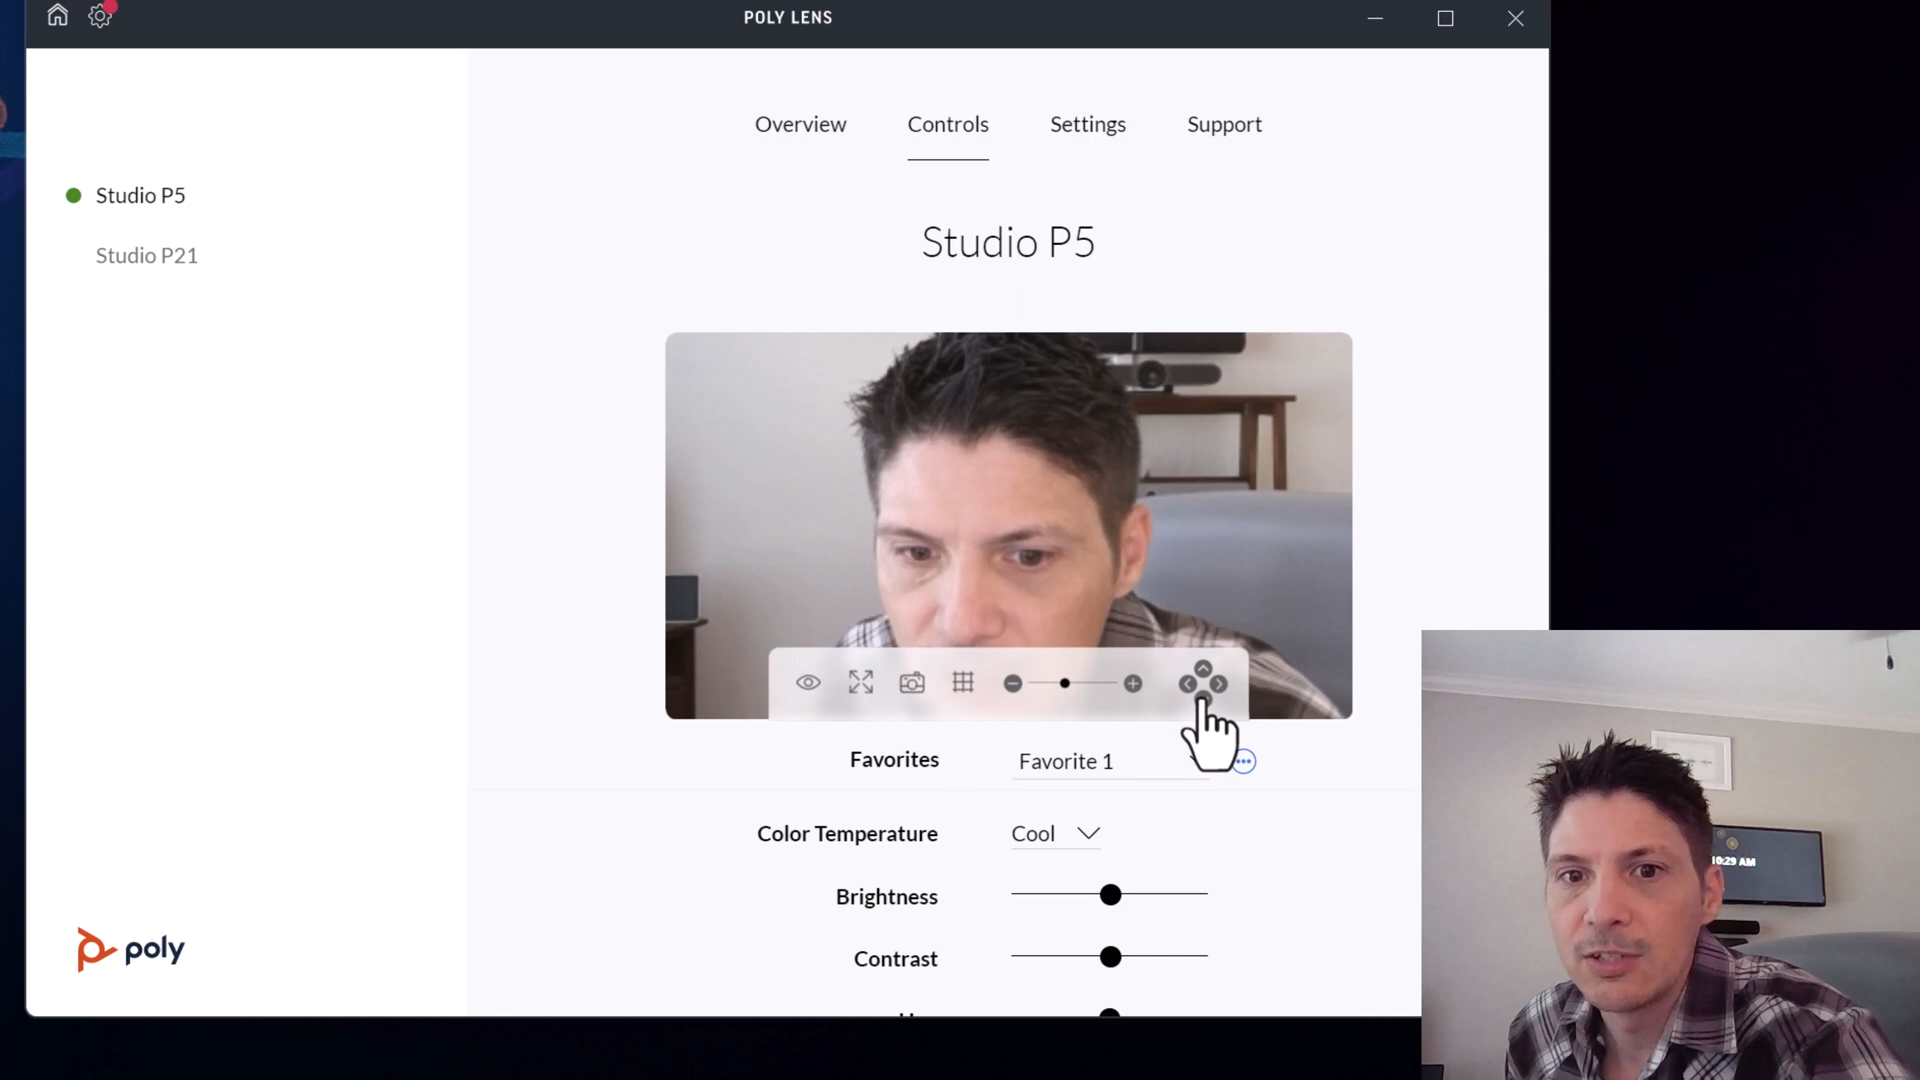 POLY LENS
Overview Controls Settings Support
Studio P5
Studio P21
Studio P5
Favorites Favorite 1
Color Temperature Cool
Brightness
Contrast
poly
10:29 AM